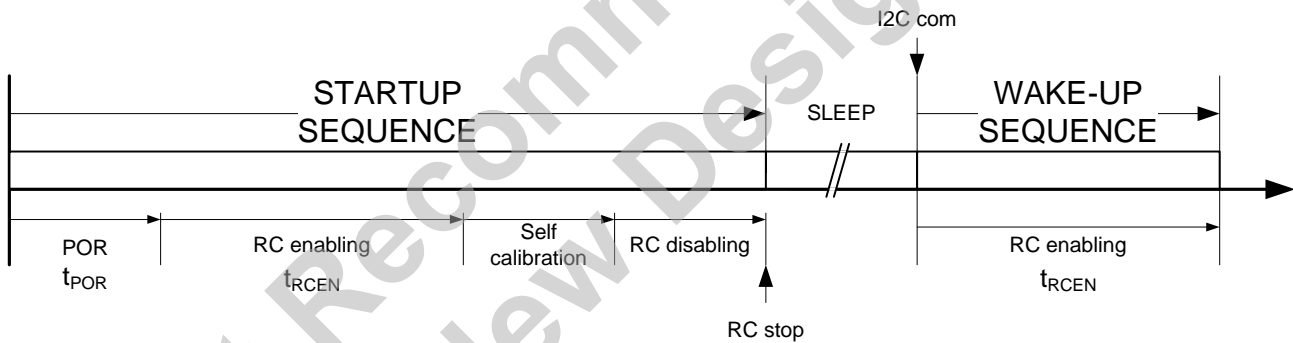 I2C com
STARTUP
SEQUENCE
SLEEP
WAKE-UP
SEQUENCE
POR
tPOR
RC enabling
tRCEN
Self
calibration
RC disabling
RC enabling
tRCEN
RC stop